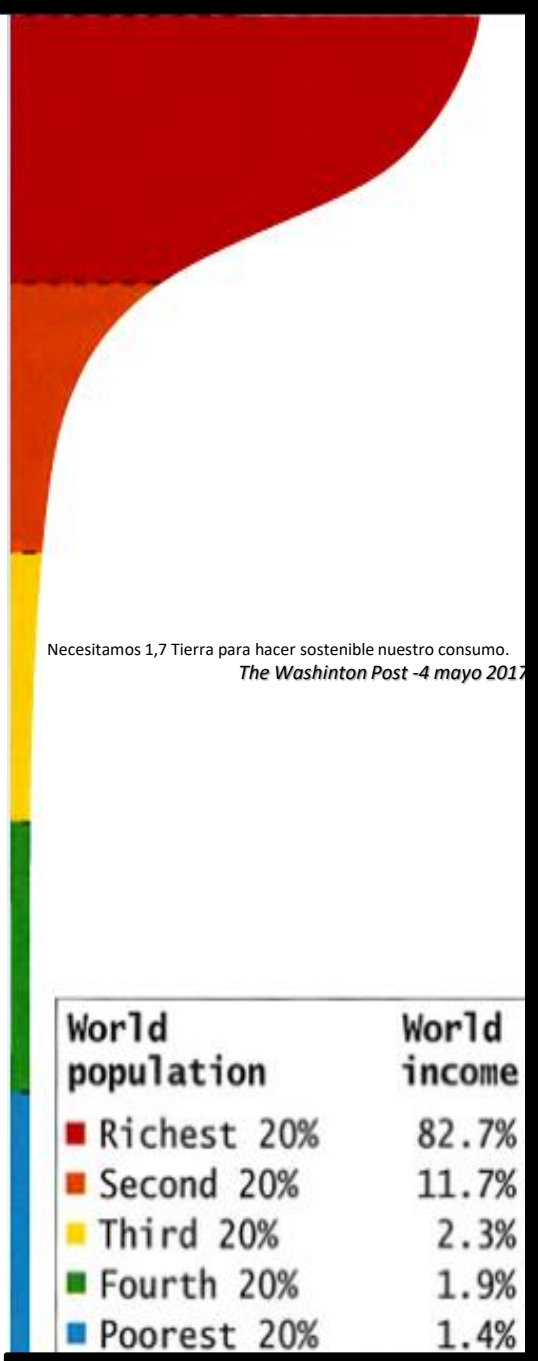 Necesitamos 1,7 Tierra para hacer sostenible nuestro consumo.
The Washinton Post -4 mayo 2017
World population World income
Richest 20% 82.7%
Second 20% 11.7%
Third 20% 2.3%
Fourth 20% 1.9%
Poorest 20% 1.4%